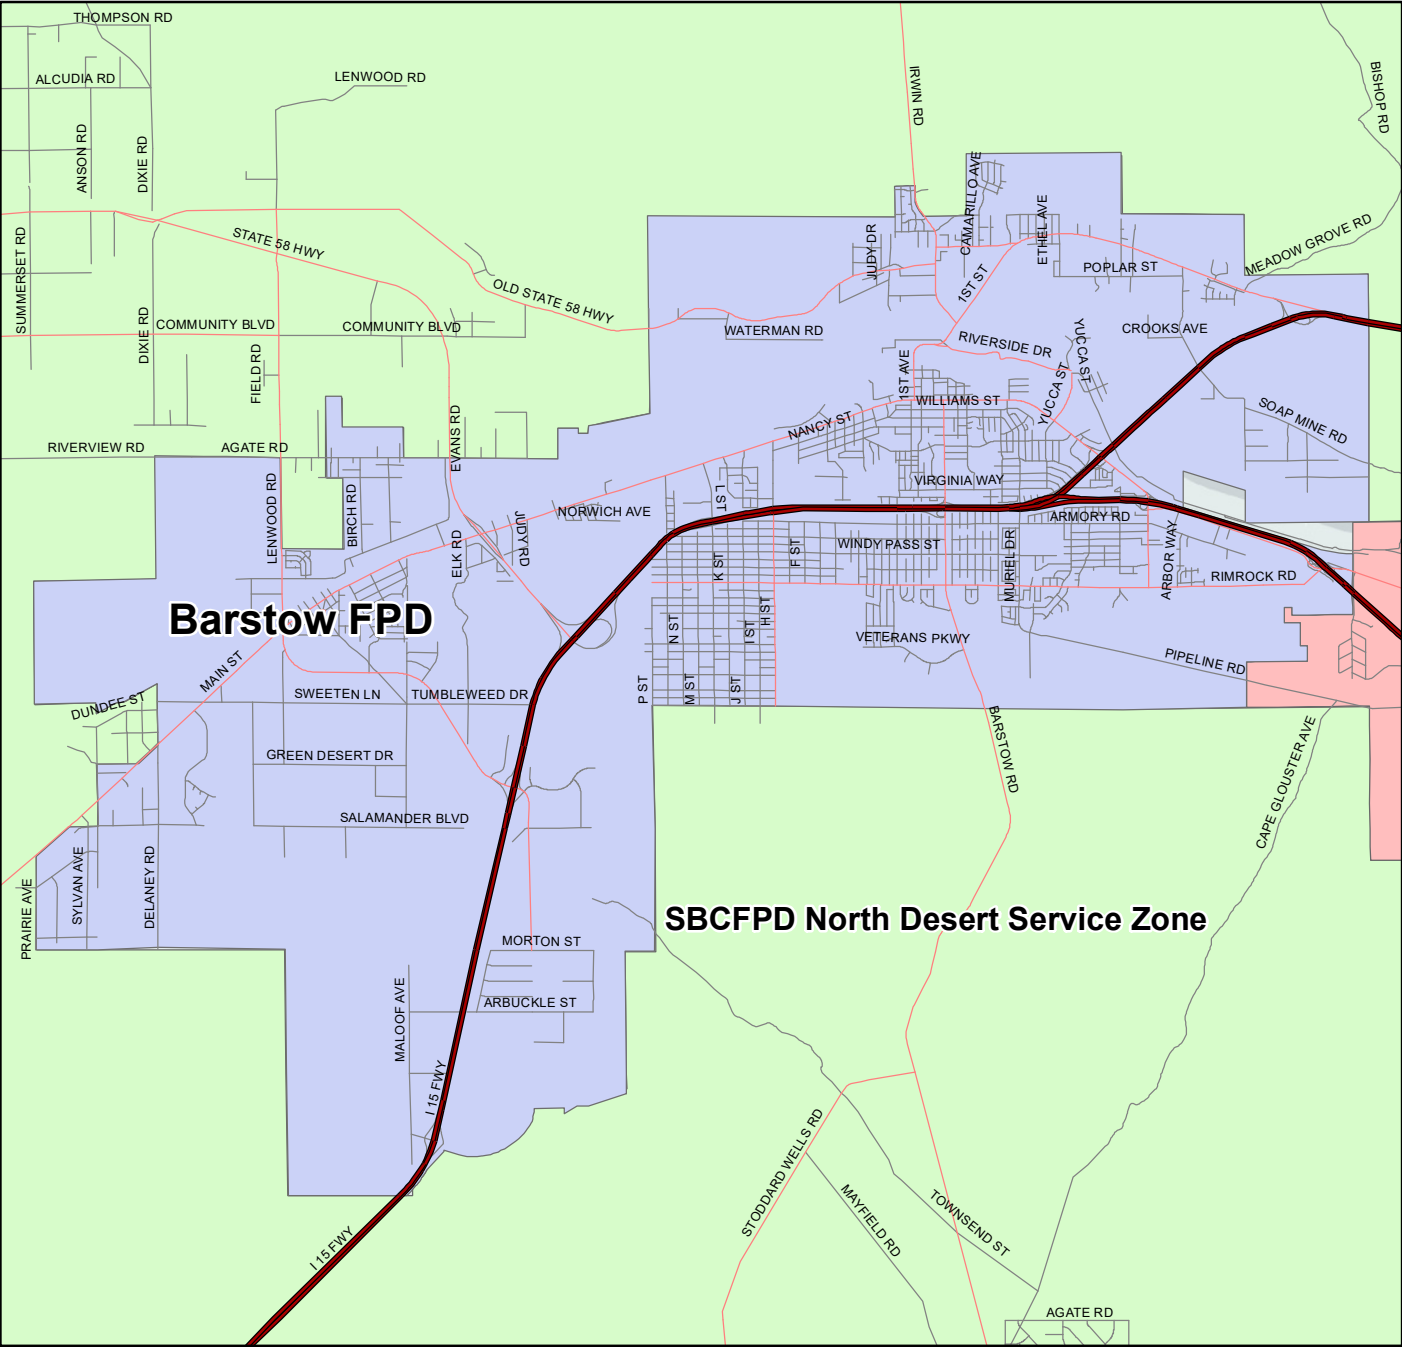 THOMPSON RD
ALCUDIA RD
LENWOOD RD
IRWIN RD
BISHOP RD
ANSON RD
DIXIE RD
CAMARILLO AVE
ETHEL AVE
SUMMERSET RD
STATE 58 HWY
JUDY DR
MEADOW GROVE RD
POPLAR ST
1ST ST
OLD STATE 58 HWY
DIXIE RD
COMMUNITY BLVD
COMMUNITY BLVD
WATERMAN RD
CROOKS AVE
RIVERSIDE DR
YUCCA ST
FIELD RD
1ST AVE
YUCCA ST
WILLIAMS ST
SOAP MINE RD
NANCY ST
EVANS RD
RIVERVIEW RD
AGATE RD
VIRGINIA WAY
LENWOOD RD
BIRCH RD
L ST
NORWICH AVE
ARMORY RD
JUDY RD
ELK RD
K ST
F ST
WINDY PASS ST
MURIEL DR
ARBOR WAY
RIMROCK RD
Barstow FPD
H ST
N ST
I ST
VETERANS PKWY
PIPELINE RD
MAIN ST
P ST
M ST
J ST
SWEETEN LN
TUMBLEWEED DR
DUNDEE ST
BARSTOW RD
GREEN DESERT DR
CAPE GLOUSTER AVE
SALAMANDER BLVD
SYLVAN AVE
DELANEY RD
PRAIRIE AVE
SBCFPD North Desert Service Zone
MORTON ST
ARBUCKLE ST
MALOOF AVE
I 15 FWY
STODDARD WELLS RD
MAYFIELD RD
TOWNSEND ST
I 15 FWY
AGATE RD